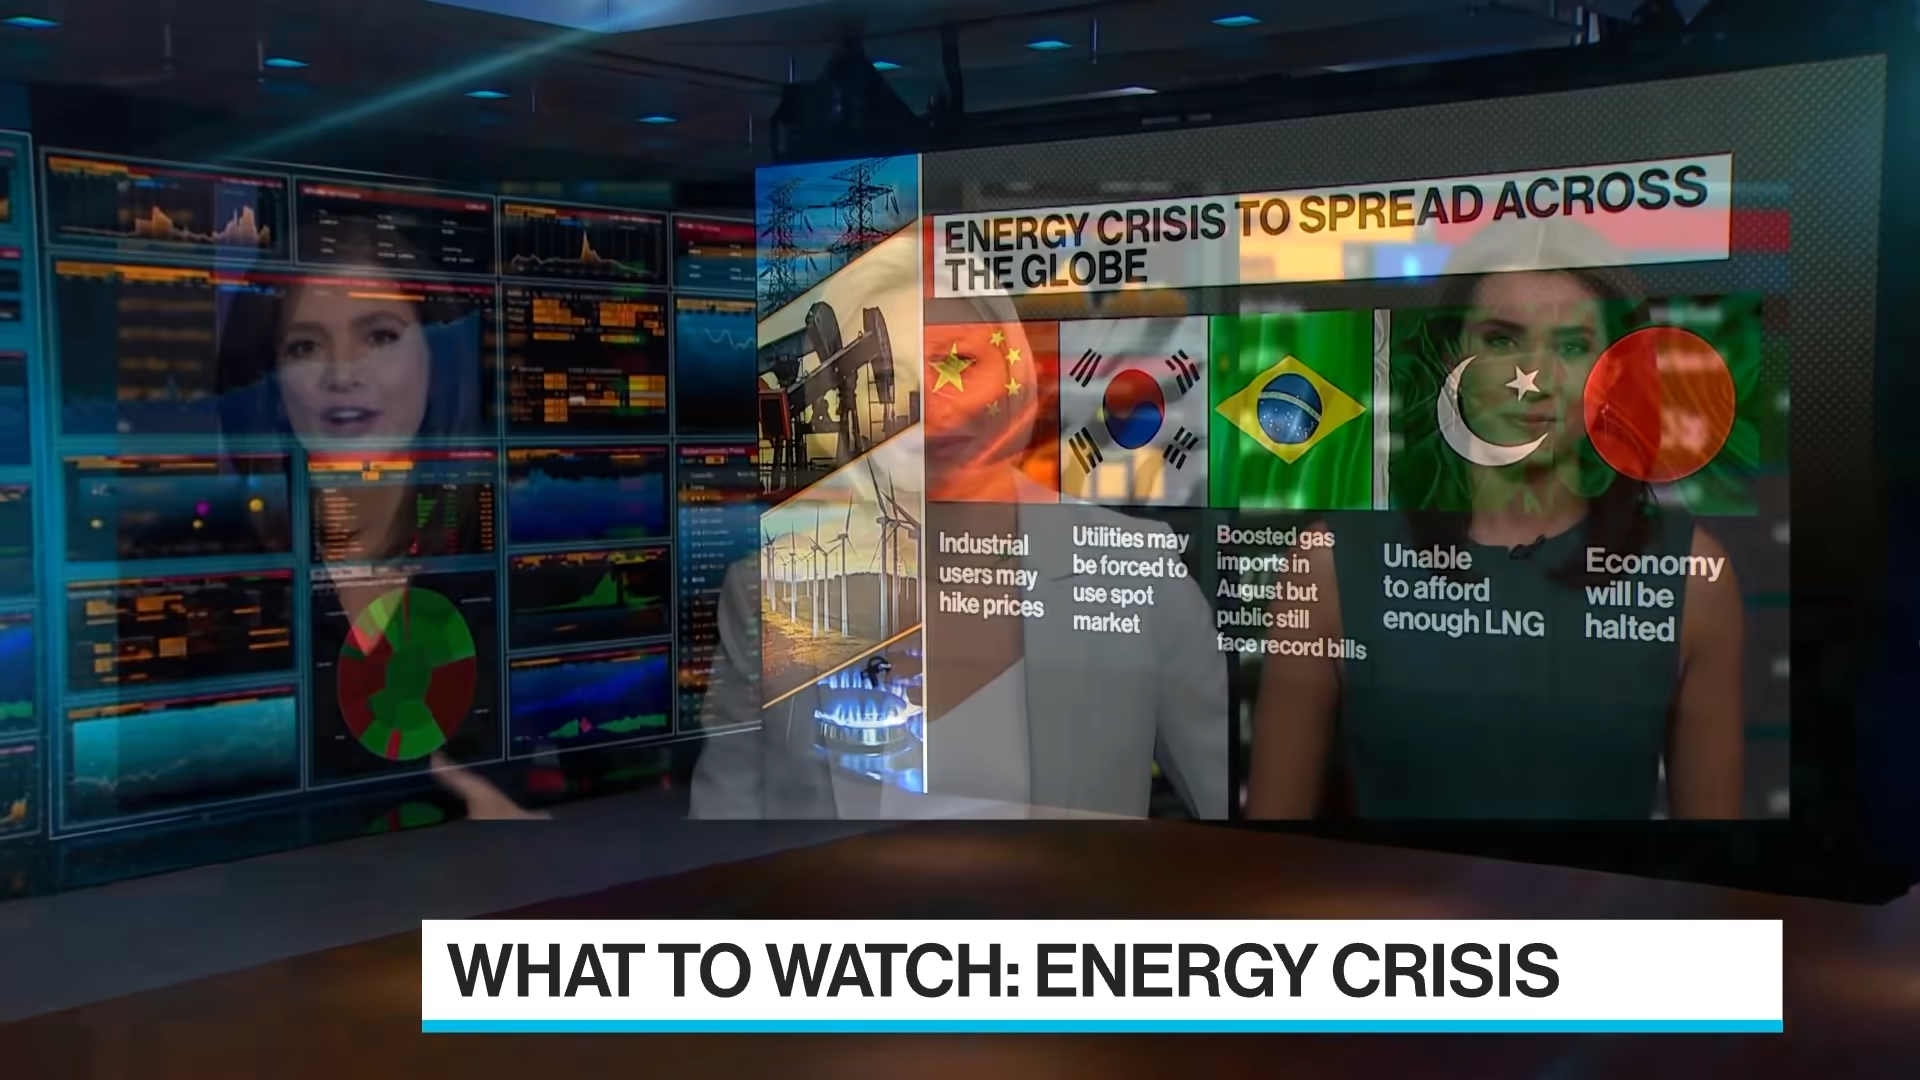 ENERGY CRISIS TO SPREAD ACROSS
THE GLOBE
Industrial
users may
hike prices
Utilities may
be forced to
use spot
market
Boosted gas
imports in
August but
public still
face record bills
Unable
to afford
enough LNG
Economy
will be
halted
WHAT TO WATCH: ENERGY CRISIS